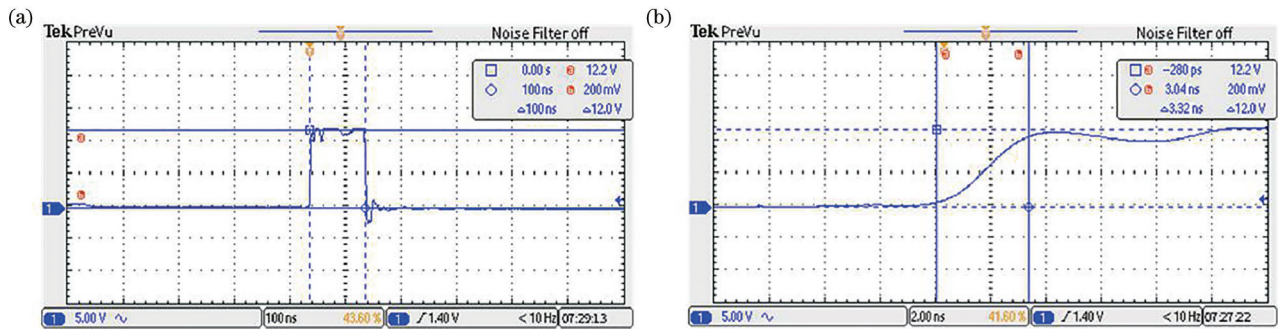 (a)
Tek PreVu
Noise Filter off
0.00 s a 12.2 V
100 ns b 200 mV
△100 ns △12.0 V
a
b
1
1 5.00 V ∿ 100 ns 43.60 % 1 ƒ 1.40 V < 10 Hz 07:29:13
(b)
Tek PreVu
Noise Filter off
a b
a −280 ps 12.2 V
b 3.04 ns 200 mV
△3.32 ns △12.0 V
1
1 5.00 V ∿ 2.00 ns 41.60 % 1 ƒ 1.40 V < 10 Hz 07:27:22